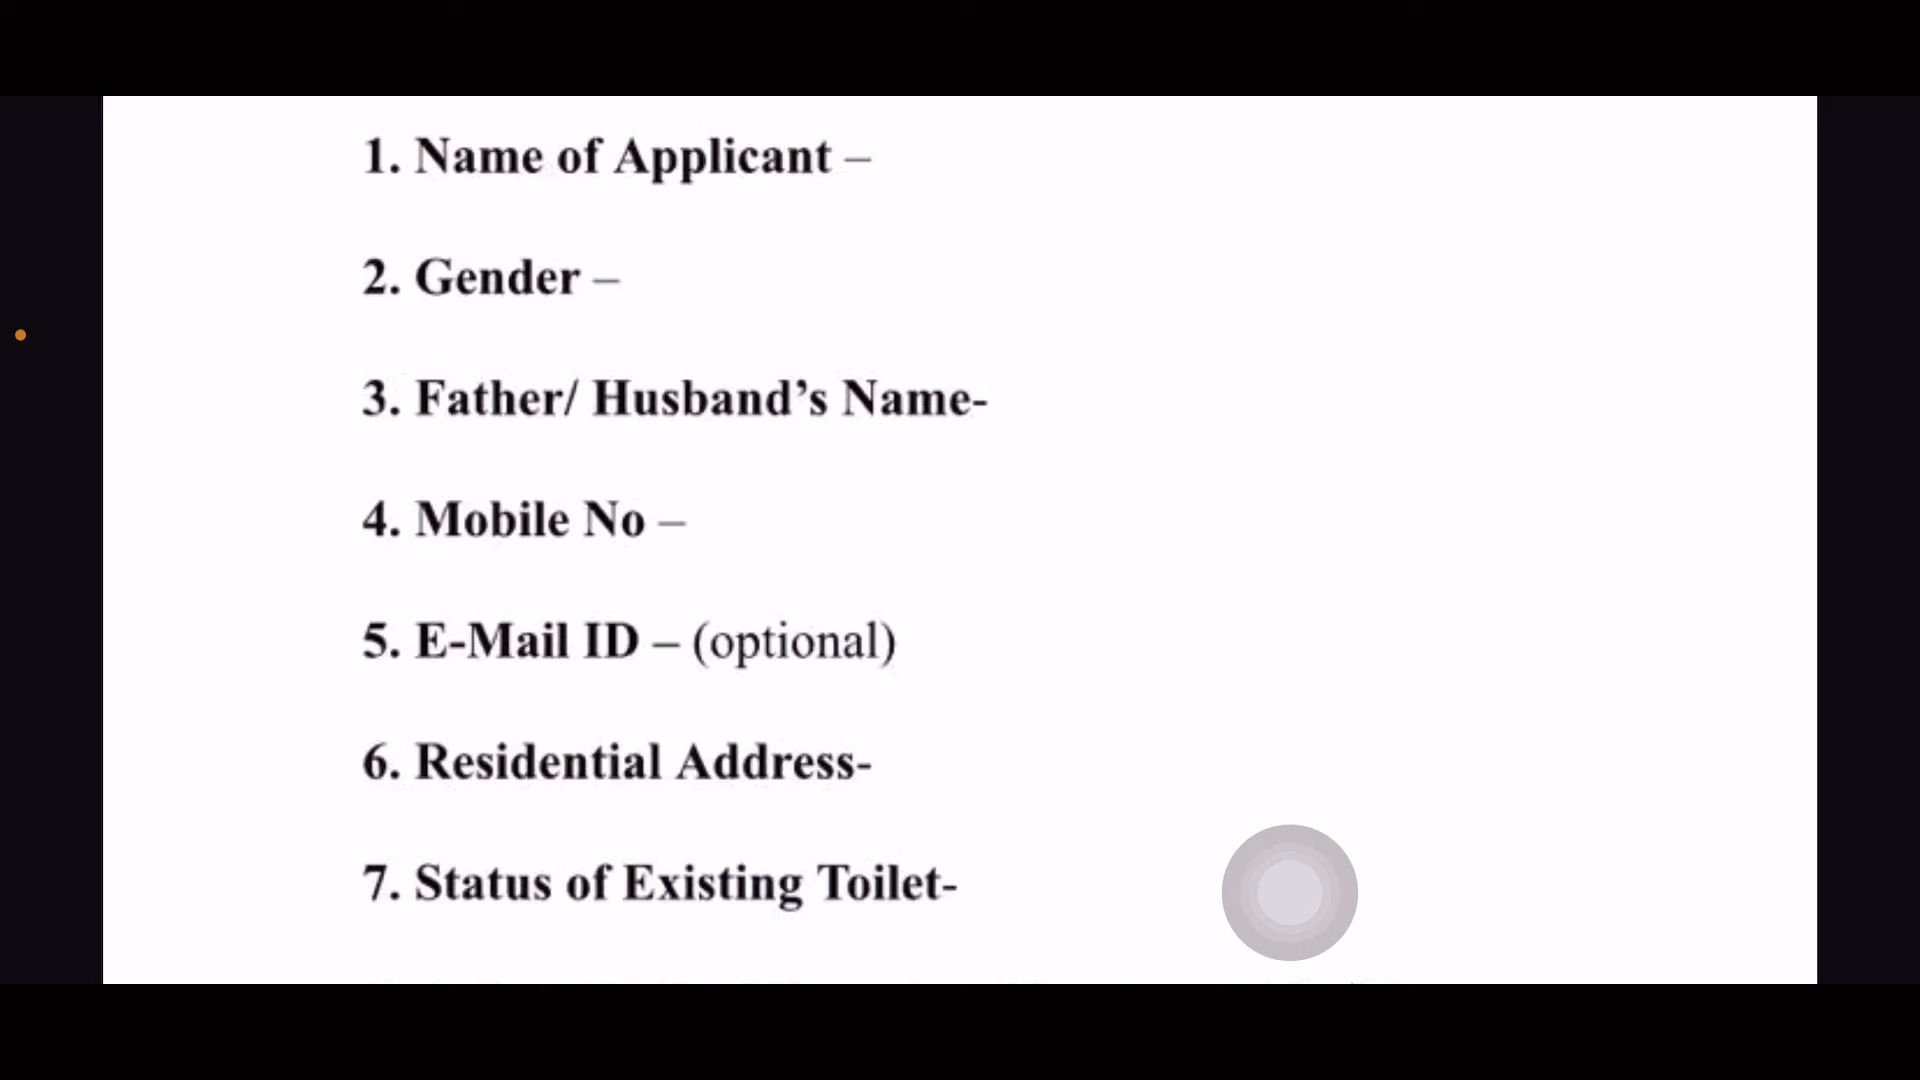 1. Name of Applicant –
2. Gender –
3. Father/ Husband’s Name-
4. Mobile No –
5. E-Mail ID – (optional)
6. Residential Address-
7. Status of Existing Toilet-